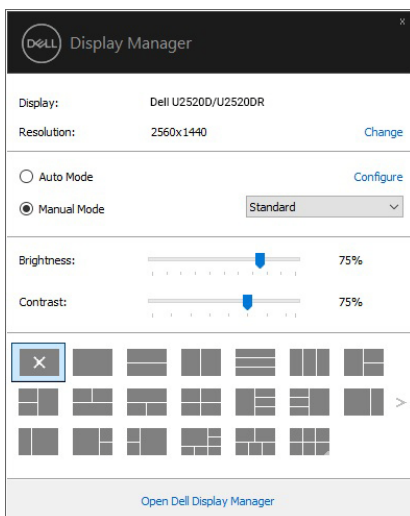 x
DELL Display Manager
Display: Dell U2520D/U2520DR
Resolution: 2560x1440 Change
Auto Mode Configure
Manual Mode Standard
Brightness: 75%
Contrast: 75%
Open Dell Display Manager